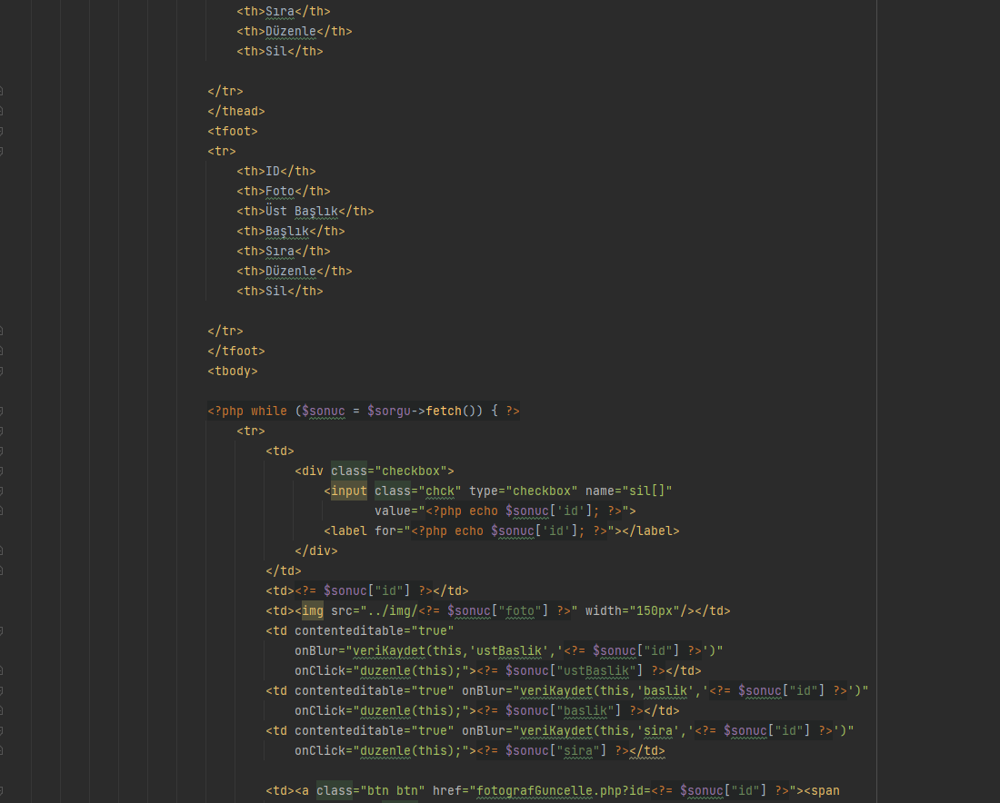 <th>Sıra</th>
<th>Düzenle</th>
<th>Sil</th>
</tr>
</thead>
<tfoot>
<tr>
<th>ID</th>
<th>Foto</th>
<th>Üst Başlık</th>
<th>Başlık</th>
<th>Sıra</th>
<th>Düzenle</th>
<th>Sil</th>
</tr>
</tfoot>
<tbody>
<?php while ($sonuc = $sorgu->fetch()) { ?>
<tr>
<td>
<div class="checkbox">
<input class="chck" type="checkbox" name="sil[]"
value="<?php echo $sonuc['id']; ?>">
<label for="<?php echo $sonuc['id']; ?>"></label>
</div>
</td>
<td><?= $sonuc["id"] ?></td>
<td><img src="../img/<?= $sonuc["foto"] ?>" width="150px"/></td>
<td contenteditable="true"
onBlur="veriKaydet(this,'ustBaslik','<?= $sonuc["id"] ?>')"
onClick="duzenle(this);"><?= $sonuc["ustBaslik"] ?></td>
<td contenteditable="true" onBlur="veriKaydet(this,'baslik','<?= $sonuc["id"] ?>')"
onClick="duzenle(this);"><?= $sonuc["baslik"] ?></td>
<td contenteditable="true" onBlur="veriKaydet(this,'sira','<?= $sonuc["id"] ?>')"
onClick="duzenle(this);"><?= $sonuc["sira"] ?></td>
<td><a class="btn btn" href="fotografGuncelle.php?id=<?= $sonuc["id"] ?>"><span